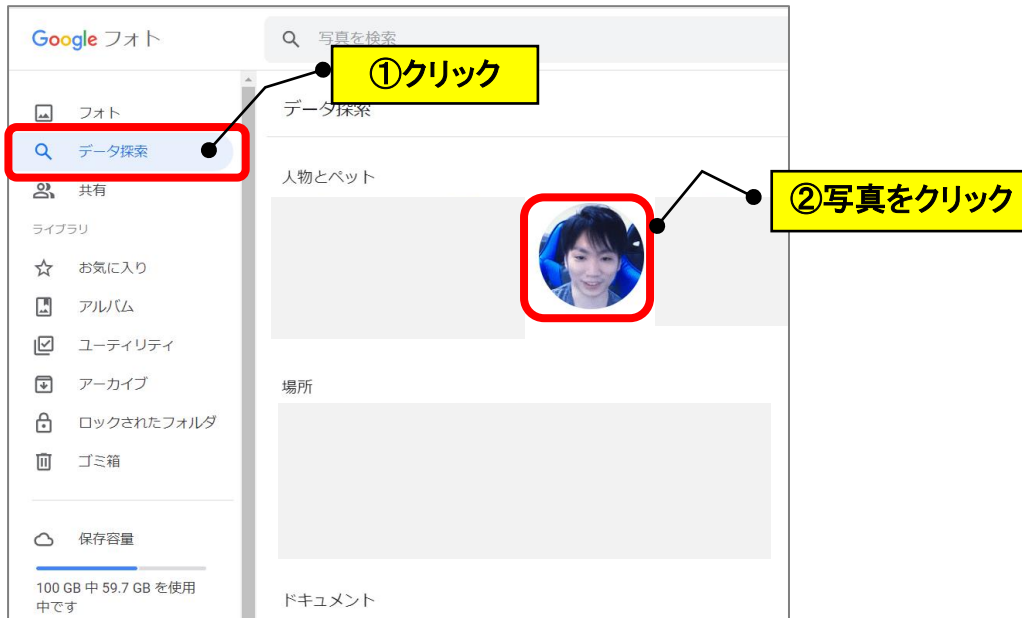 Google フォト
写真を検索
①クリック
フォト
データ探索
データ探索
共有
人物とペット
②写真をクリック
ライブラリ
お気に入り
アルバム
ユーティリティ
アーカイブ
場所
ロックされたフォルダ
ゴミ箱
保存容量
100 GB 中 59.7 GB を使用
中です
ドキュメント